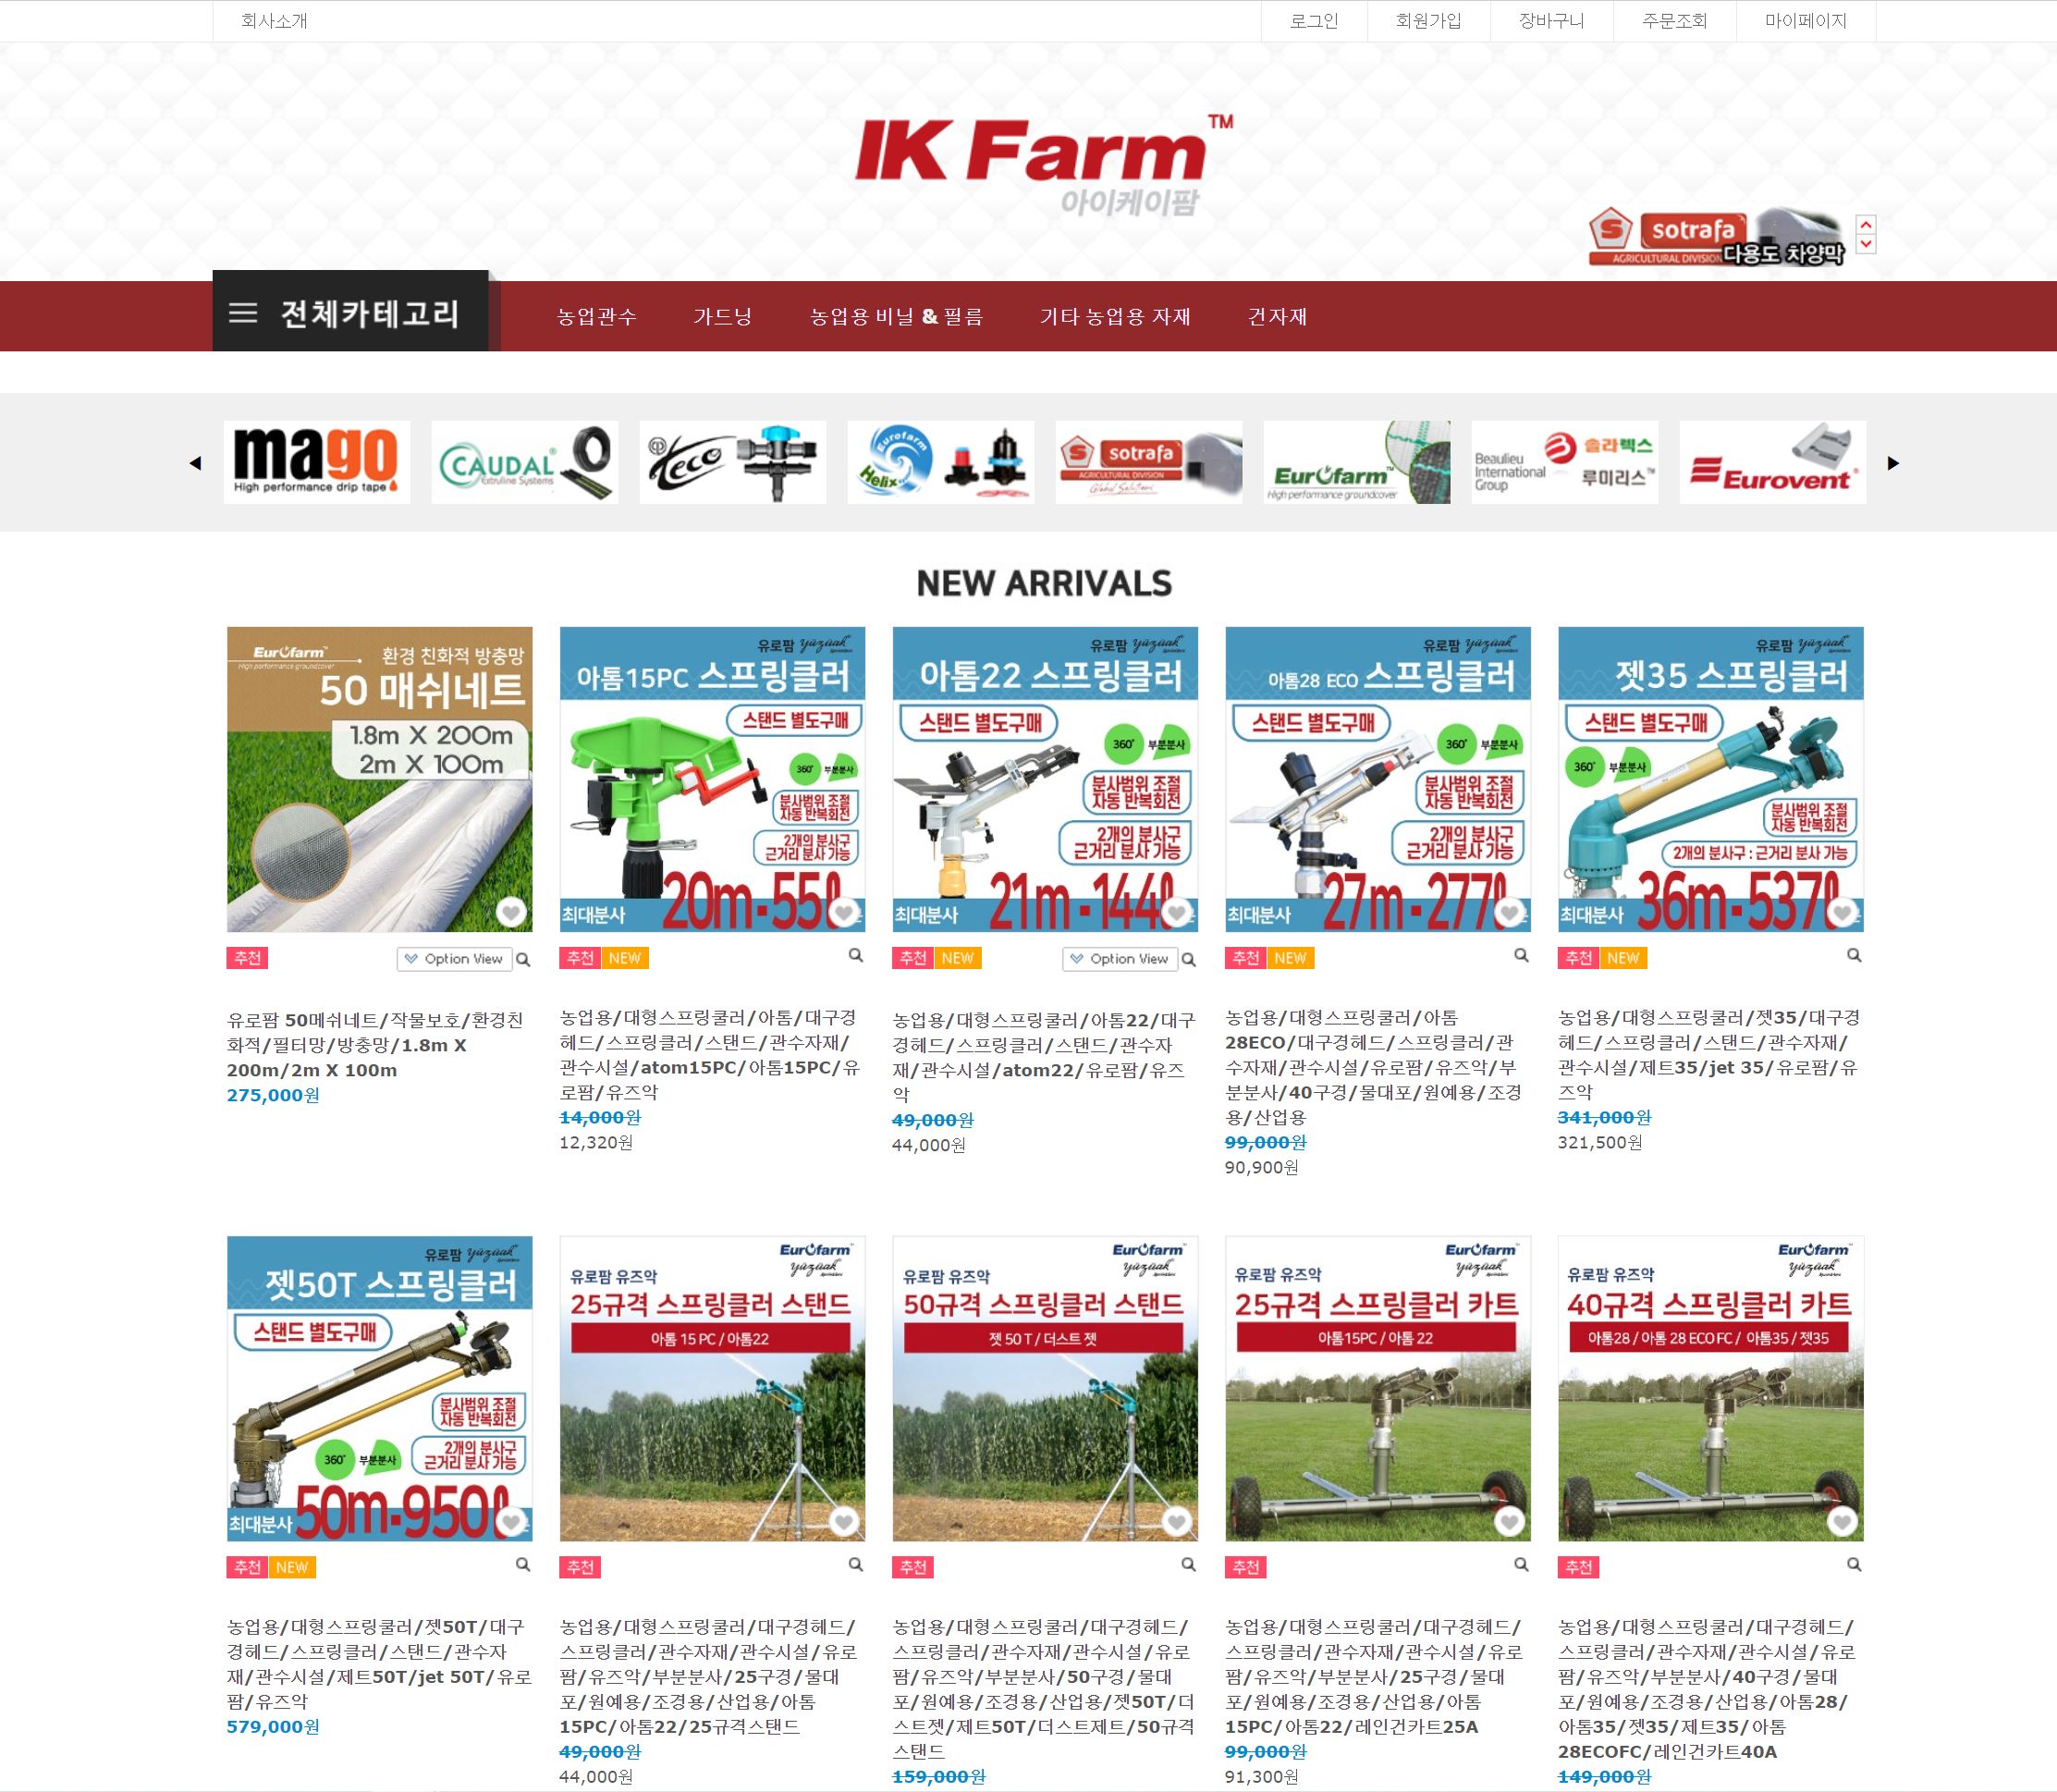 회사소개
로그인
회원가입
장바구니
주문조회
마이페이지
IK Farm TM
아이케이팜
S sotrafa
AGRICULTURAL DIVISION
다용도 차양막
전체카테고리
농업관수
가드닝
농업용 비닐 & 필름
기타 농업용 자재
건자재
mago
High performance drip tape
CAUDAL
Extruline Systems
teco
Eurofarm
Helix
S sotrafa
AGRICULTURAL DIVISION
Global Solutions
Eurofarm
High performance groundcover
Beaulieu
International
Group
솔라렉스
루미리스
Eurovent
NEW ARRIVALS
Eurofarm
High performance groundcover
환경 친화적 방충망
50 매쉬네트
1.8m X 200m
2m X 100m
유로팜 yüzüak
아톰15PC 스프링클러
스탠드 별도구매
360° 부분분사
분사범위 조절
자동 반복회전
2개의 분사구
근거리 분사 가능
최대분사 20m-55ℓ
유로팜 yüzüak
아톰22 스프링클러
스탠드 별도구매
360° 부분분사
분사범위 조절
자동 반복회전
2개의 분사구
근거리 분사 가능
최대분사 21m-144ℓ
유로팜 yüzüak
아톰28 ECO 스프링클러
스탠드 별도구매
360° 부분분사
분사범위 조절
자동 반복회전
2개의 분사구
근거리 분사 가능
최대분사 27m-277ℓ
유로팜 yüzüak
젯35 스프링클러
스탠드 별도구매
360° 부분분사
분사범위 조절
자동 반복회전
2개의 분사구 : 근거리 분사 가능
최대분사 36m-537ℓ
추천
Option View
추천 NEW
추천 NEW
Option View
추천 NEW
추천 NEW
유로팜 50메쉬네트/작물보호/환경친
화적/필터망/방충망/1.8m X
200m/2m X 100m
275,000원
농업용/대형스프링쿨러/아톰/대구경
헤드/스프링클러/스탠드/관수자재/
관수시설/atom15PC/아톰15PC/유
로팜/유즈악
14,000원
12,320원
농업용/대형스프링쿨러/아톰22/대구
경헤드/스프링클러/스탠드/관수자
재/관수시설/atom22/유로팜/유즈
악
49,000원
44,000원
농업용/대형스프링쿨러/아톰
28ECO/대구경헤드/스프링클러/관
수자재/관수시설/유로팜/유즈악/부
분분사/40구경/물대포/원예용/조경
용/산업용
99,000원
90,900원
농업용/대형스프링쿨러/젯35/대구경
헤드/스프링클러/스탠드/관수자재/
관수시설/제트35/jet 35/유로팜/유
즈악
341,000원
321,500원
유로팜 yüzüak
젯50T 스프링클러
스탠드 별도구매
분사범위 조절
자동 반복회전
360° 부분분사
2개의 분사구
근거리 분사 가능
최대분사 50m-950ℓ
Eurofarm
yüzüak
유로팜 유즈악
25규격 스프링클러 스탠드
아톰 15 PC / 아톰22
Eurofarm
yüzüak
유로팜 유즈악
50규격 스프링클러 스탠드
젯 50 T / 더스트 젯
Eurofarm
yüzüak
유로팜 유즈악
25규격 스프링클러 카트
아톰15PC / 아톰 22
Eurofarm
yüzüak
유로팜 유즈악
40규격 스프링클러 카트
아톰28 / 아톰 28 ECO FC / 아톰35 / 젯35
추천 NEW
추천
추천
추천
추천
농업용/대형스프링쿨러/젯50T/대구
경헤드/스프링클러/스탠드/관수자
재/관수시설/제트50T/jet 50T/유로
팜/유즈악
579,000원
농업용/대형스프링쿨러/대구경헤드/
스프링클러/관수자재/관수시설/유로
팜/유즈악/부분분사/25구경/물대
포/원예용/조경용/산업용/아톰
15PC/아톰22/25규격스탠드
49,000원
44,000원
농업용/대형스프링쿨러/대구경헤드/
스프링클러/관수자재/관수시설/유로
팜/유즈악/부분분사/50구경/물대
포/원예용/조경용/산업용/젯50T/더
스트젯/제트50T/더스트제트/50규격
스탠드
159,000원
농업용/대형스프링쿨러/대구경헤드/
스프링클러/관수자재/관수시설/유로
팜/유즈악/부분분사/25구경/물대
포/원예용/조경용/산업용/아톰
15PC/아톰22/레인건카트25A
99,000원
91,300원
농업용/대형스프링쿨러/대구경헤드/
스프링클러/관수자재/관수시설/유로
팜/유즈악/부분분사/40구경/물대
포/원예용/조경용/산업용/아톰28/
아톰35/젯35/제트35/아톰
28ECOFC/레인건카트40A
149,000원